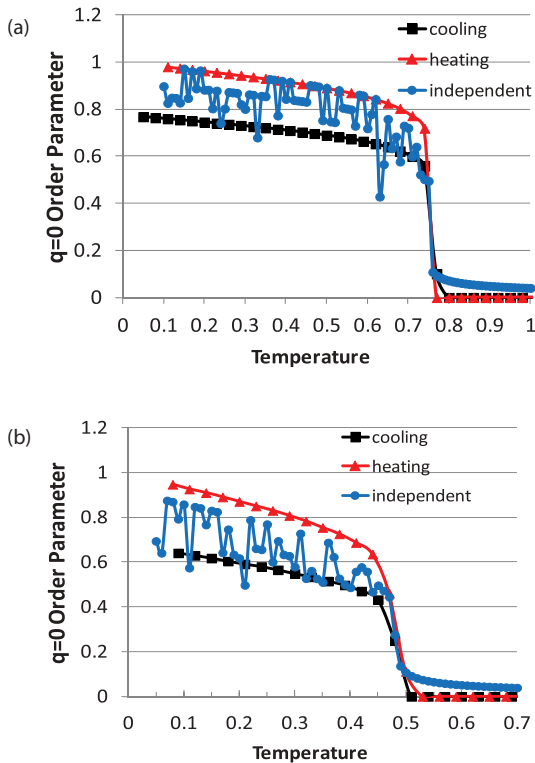 (a)
1.2
1
0.8
0.6
0.4
0.2
0
q=0 Order Parameter
cooling
heating
independent
0 0.1 0.2 0.3 0.4 0.5 0.6 0.7 0.8 0.9 1
Temperature
(b)
1.2
1
0.8
0.6
0.4
0.2
0
q=0 Order Parameter
cooling
heating
independent
0 0.1 0.2 0.3 0.4 0.5 0.6 0.7
Temperature